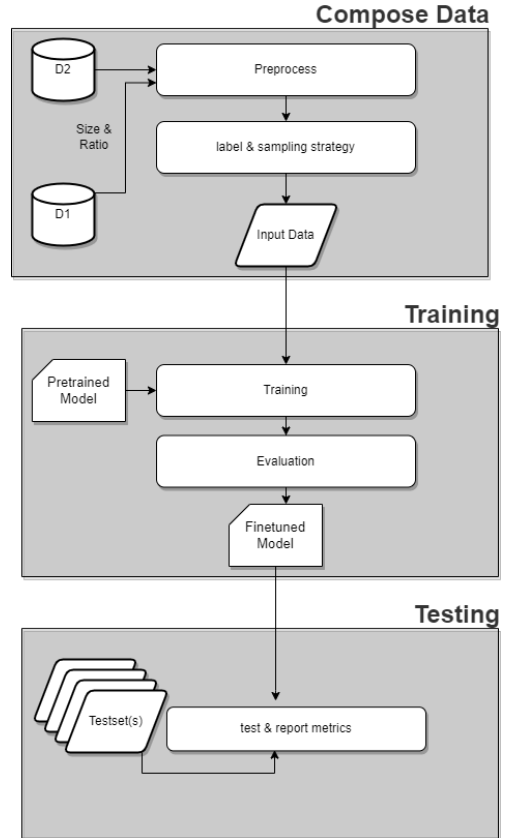 Compose Data
D2
Preprocess
Size &
Ratio
label & sampling strategy
D1
Input Data
Training
Pretrained
Model
Training
Evaluation
Finetuned
Model
Testing
Testset(s)
test & report metrics